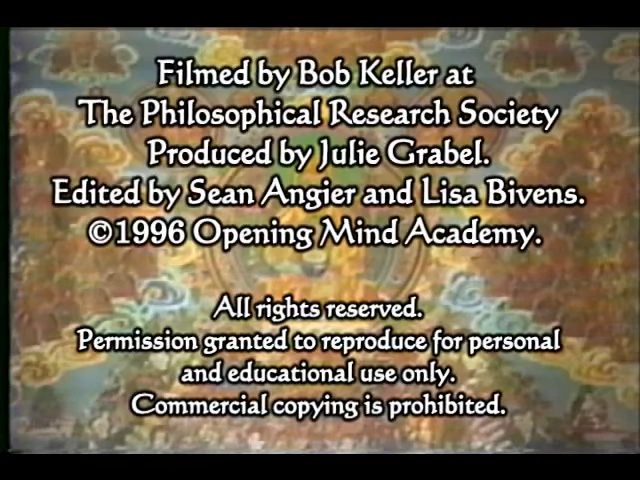 Filmed by Bob Keller at
The Philosophical Research Society
Produced by Julie Grabel.
Edited by Sean Angier and Lisa Bivens.
©1996 Opening Mind Academy.
All rights reserved.
Permission granted to reproduce for personal
and educational use only.
Commercial copying is prohibited.